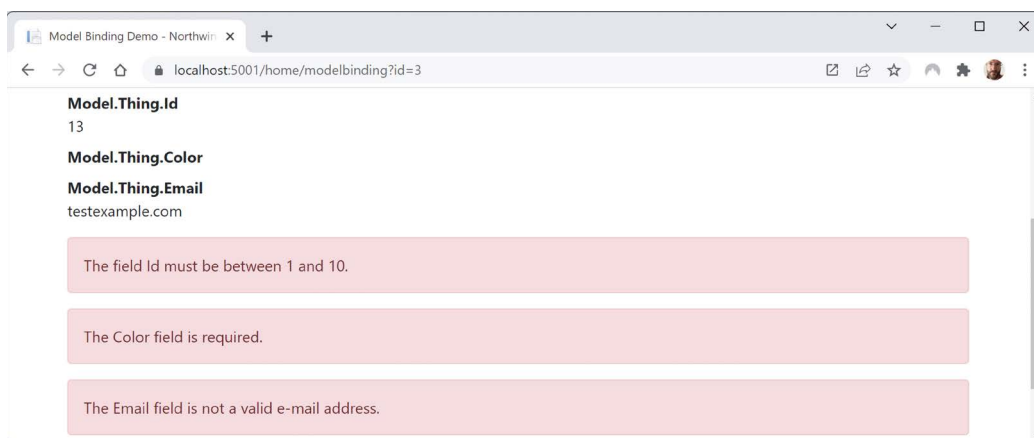 Model Binding Demo - Northwin
localhost:5001/home/modelbinding?id=3
Model.Thing.Id
13
Model.Thing.Color
Model.Thing.Email
testexample.com
The field Id must be between 1 and 10.
The Color field is required.
The Email field is not a valid e-mail address.